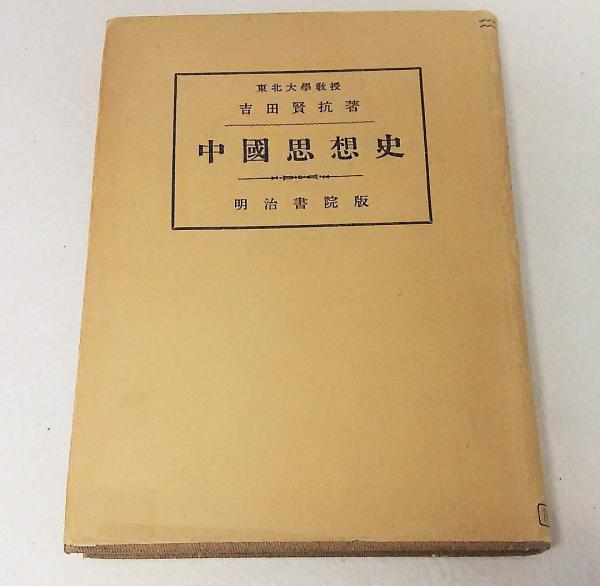 東北大學敎授
吉田賢抗著
中國思想史
明治書院版